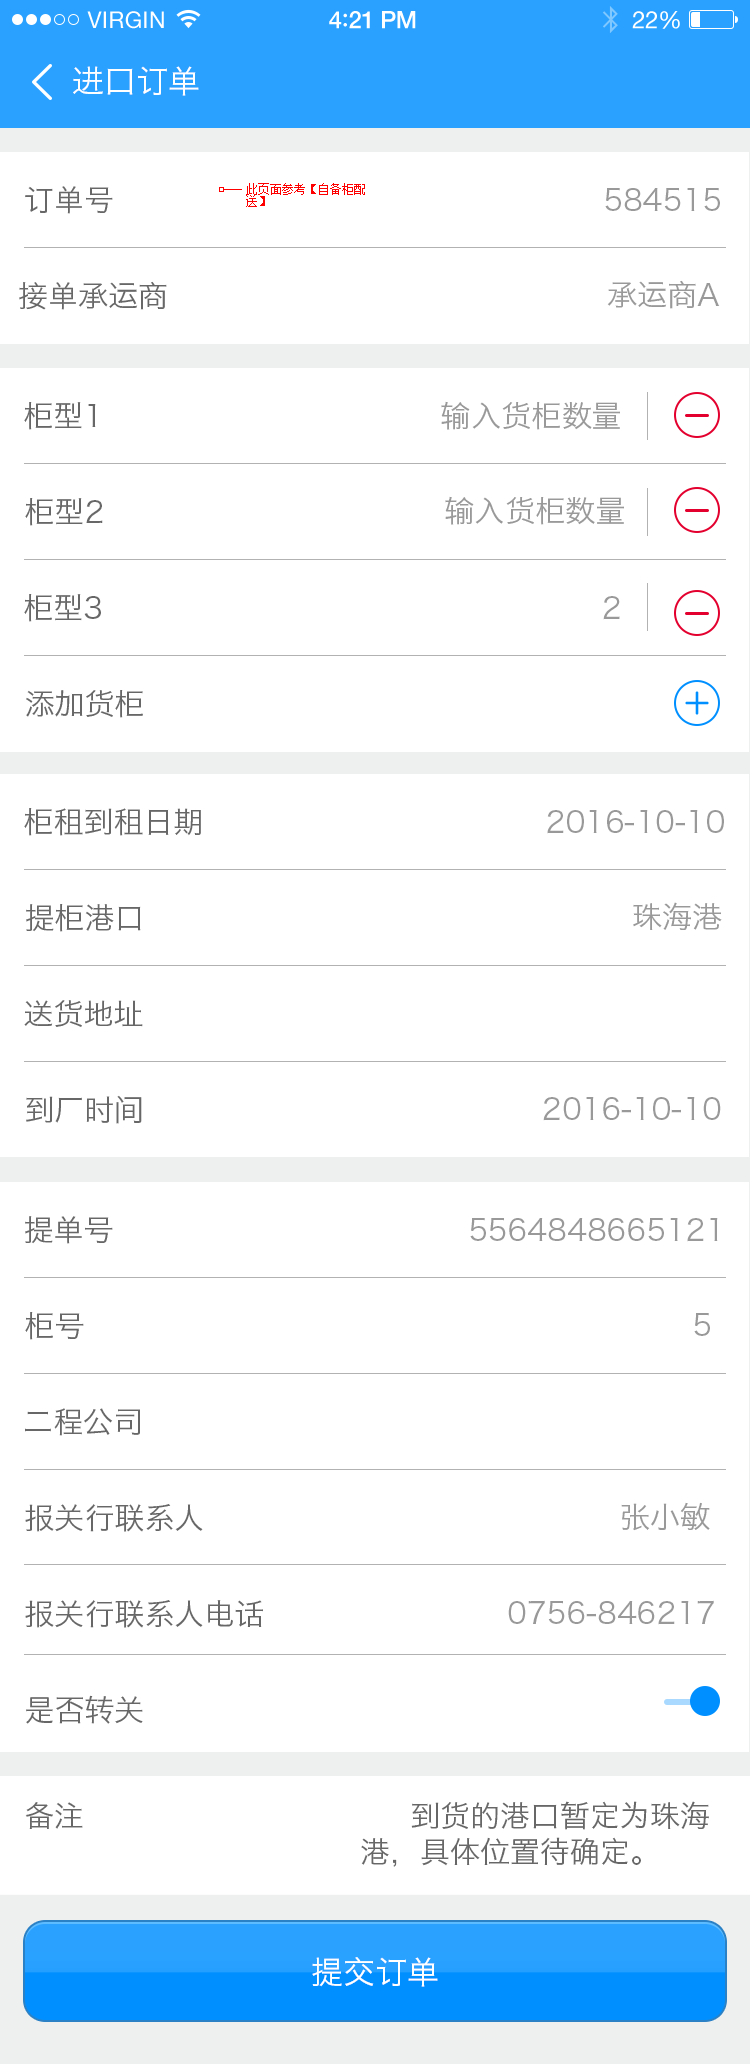 VIRGIN 4:21 PM 22%
进口订单
订单号 584515
此页面参考【自备柜配
送】
接单承运商 承运商A
柜型1 输入货柜数量
柜型2 输入货柜数量
柜型3 2
添加货柜
柜租到租日期 2016-10-10
提柜港口 珠海港
送货地址
到厂时间 2016-10-10
提单号 5564848665121
柜号 5
二程公司
报关行联系人 张小敏
报关行联系人电话 0756-846217
是否转关
备注 到货的港口暂定为珠海
港，具体位置待确定。
提交订单